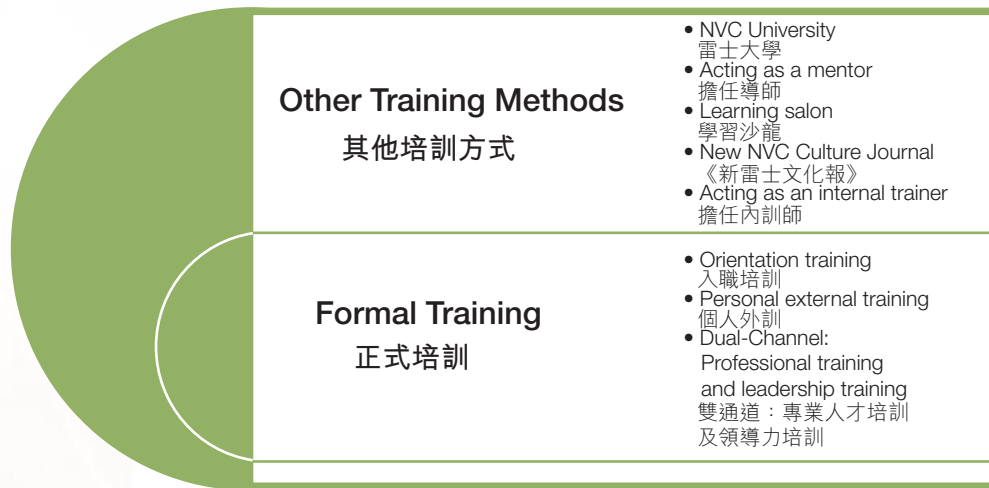 Other Training Methods
其他培訓方式
• NVC University
雷士大學
• Acting as a mentor
擔任導師
• Learning salon
學習沙龍
• New NVC Culture Journal
《新雷士文化報》
• Acting as an internal trainer
擔任內訓師
Formal Training
正式培訓
• Orientation training
入職培訓
• Personal external training
個人外訓
• Dual-Channel:
Professional training
and leadership training
雙通道：專業人才培訓
及領導力培訓